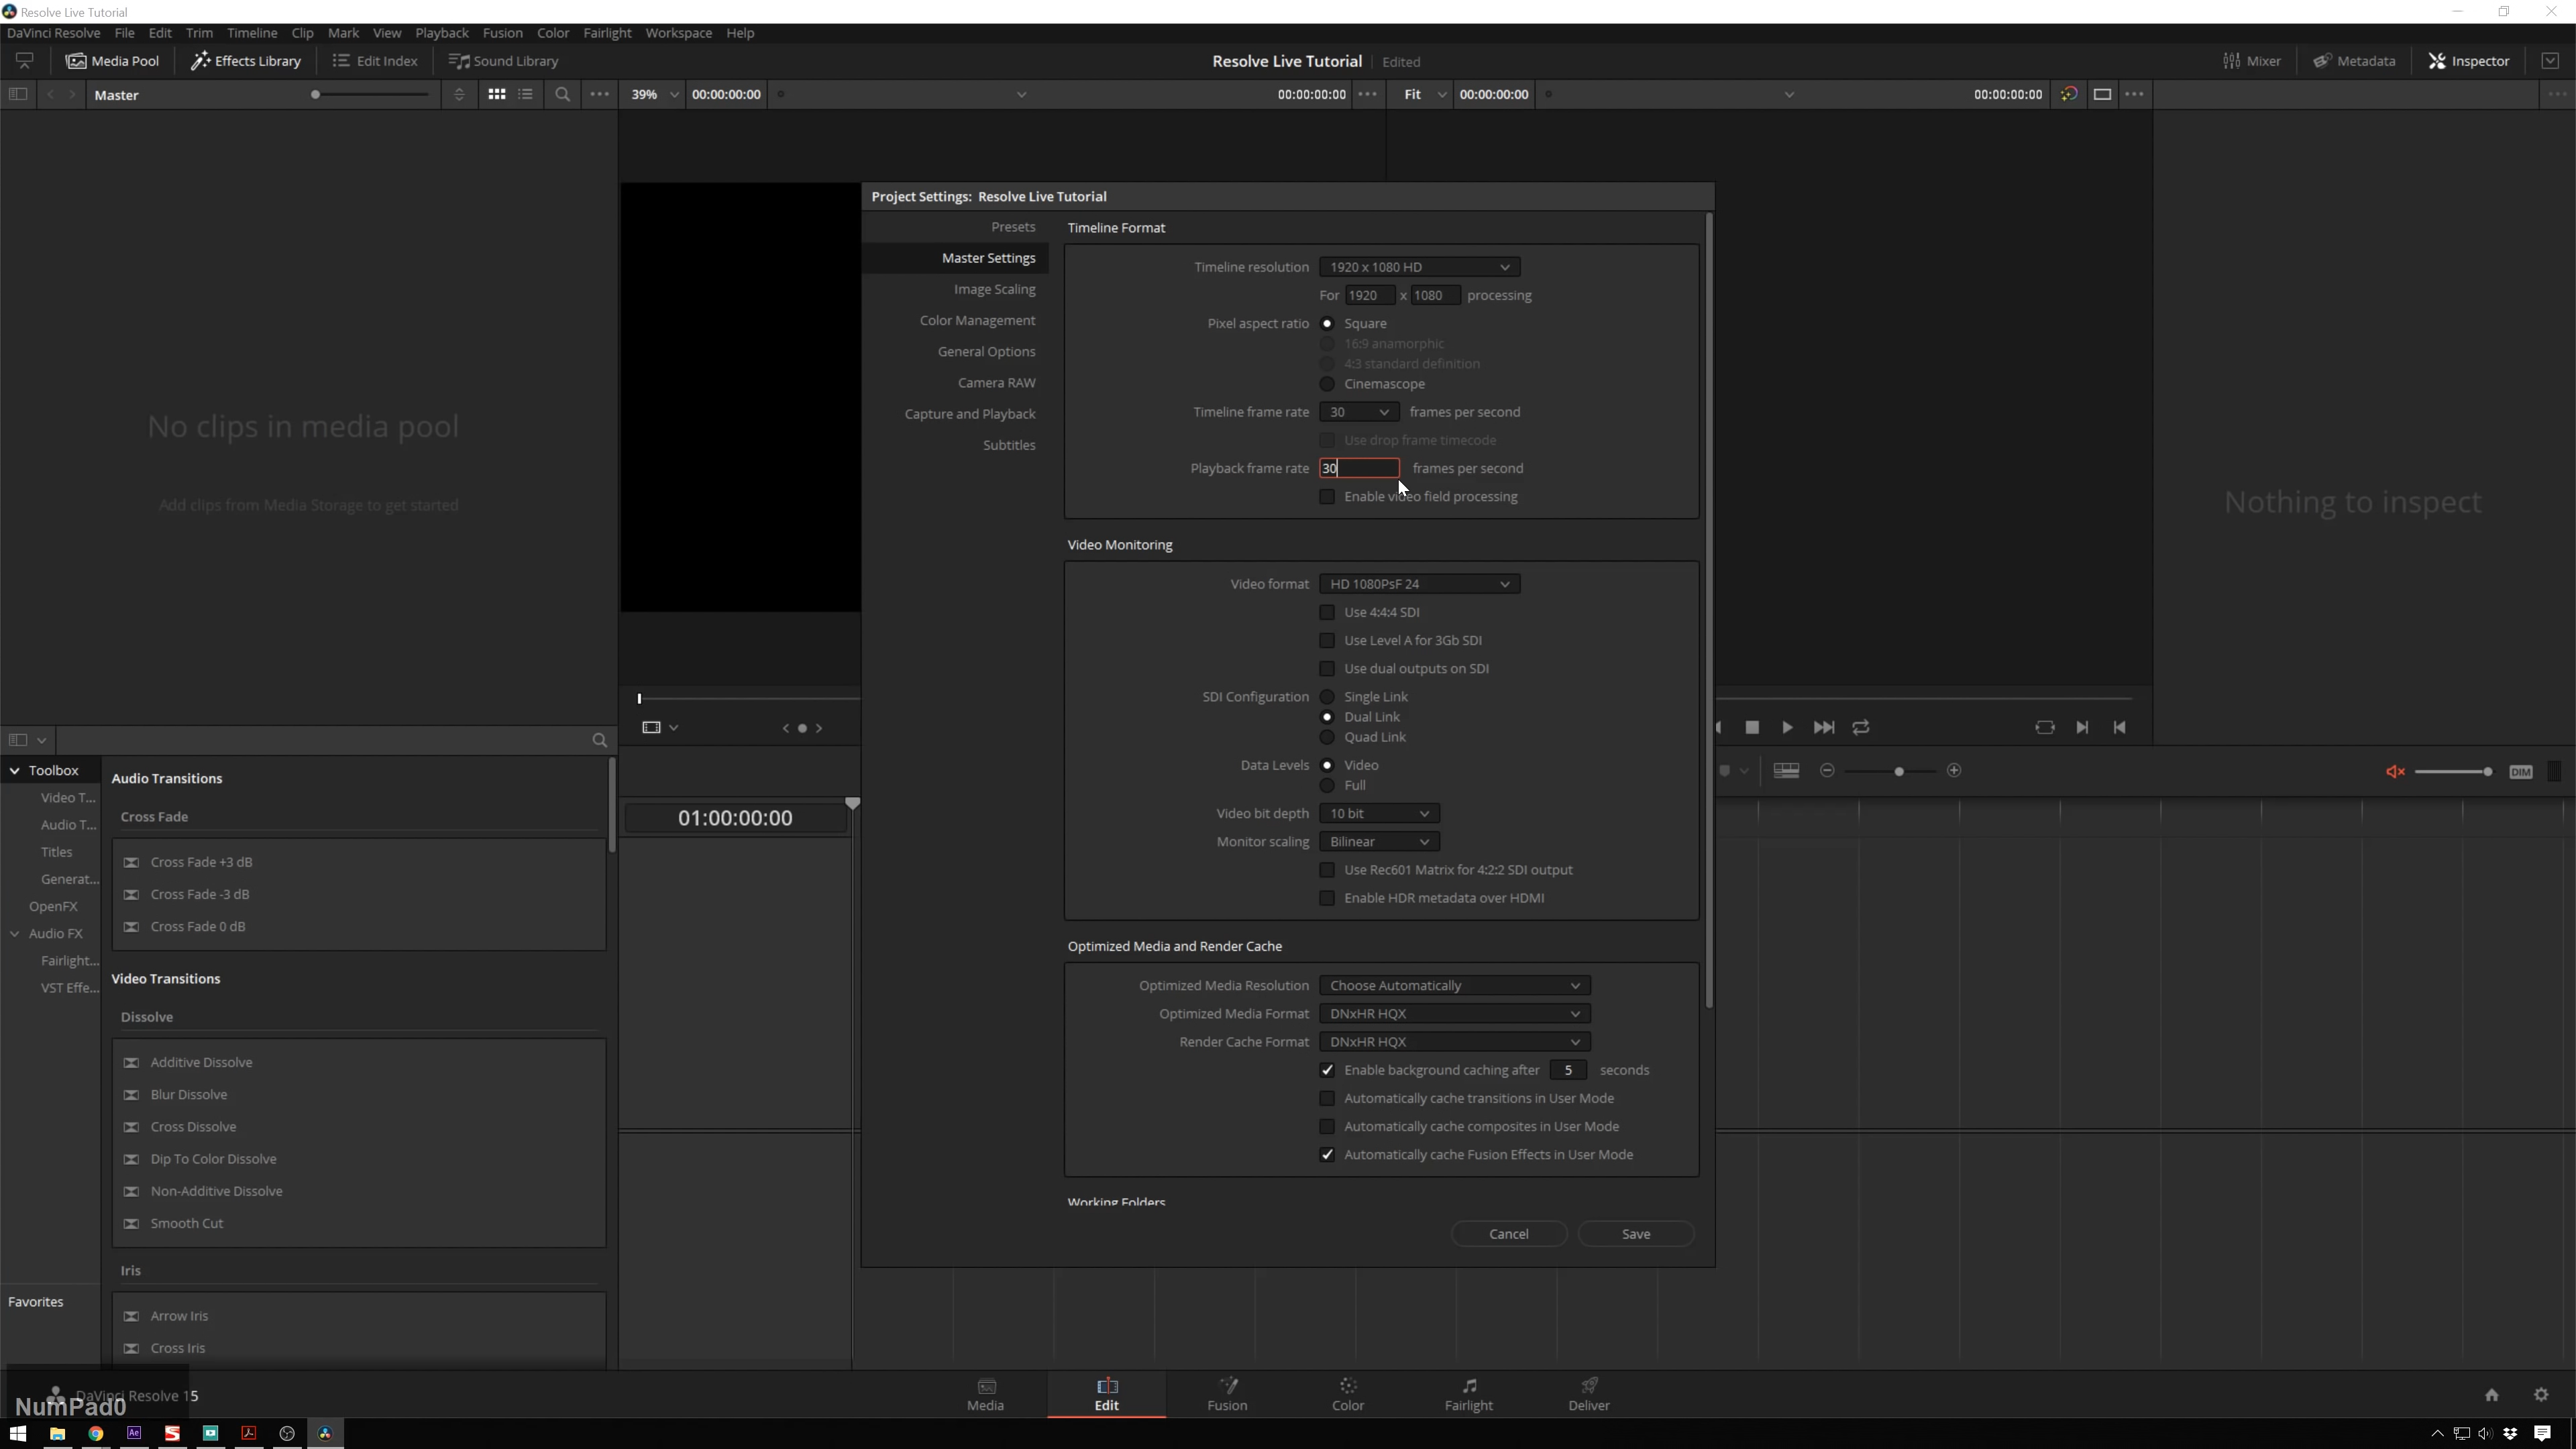 Resolve Live Tutorial
DaVinci Resolve File Edit Trim Timeline Clip Mark View Playback Fusion Color Fairlight Workspace Help
Media Pool Effects Library Edit Index Sound Library Resolve Live Tutorial Edited Mixer Metadata Inspector
Master 39% 00:00:00:00 00:00:00:00 Fit 00:00:00:00 00:00:00:00
No clips in media pool
Add clips from Media Storage to get started
Nothing to inspect
Project Settings: Resolve Live Tutorial
Presets
Master Settings
Image Scaling
Color Management
General Options
Camera RAW
Capture and Playback
Subtitles
Timeline Format
Timeline resolution 1920 x 1080 HD
For 1920 x 1080 processing
Pixel aspect ratio Square
16:9 anamorphic
4:3 standard definition
Cinemascope
Timeline frame rate 30 frames per second
Use drop frame timecode
Playback frame rate 30 frames per second
Enable video field processing
Video Monitoring
Video format HD 1080PsF 24
Use 4:4:4 SDI
Use Level A for 3Gb SDI
Use dual outputs on SDI
SDI Configuration Single Link
Dual Link
Quad Link
Data Levels Video
Full
Video bit depth 10 bit
Monitor scaling Bilinear
Use Rec601 Matrix for 4:2:2 SDI output
Enable HDR metadata over HDMI
Optimized Media and Render Cache
Optimized Media Resolution Choose Automatically
Optimized Media Format DNxHR HQX
Render Cache Format DNxHR HQX
Enable background caching after 5 seconds
Automatically cache transitions in User Mode
Automatically cache composites in User Mode
Automatically cache Fusion Effects in User Mode
Working Folders
Cancel Save
Toolbox
Video T...
Audio T...
Titles
Generat...
OpenFX
Audio FX
Fairlight...
VST Effe...
Favorites
Audio Transitions
Cross Fade
Cross Fade +3 dB
Cross Fade -3 dB
Cross Fade 0 dB
Video Transitions
Dissolve
Additive Dissolve
Blur Dissolve
Cross Dissolve
Dip To Color Dissolve
Non-Additive Dissolve
Smooth Cut
Iris
Arrow Iris
Cross Iris
01:00:00:00
DIM
DaVinci Resolve 15
NumPad0
Media Edit Fusion Color Fairlight Deliver
Ae